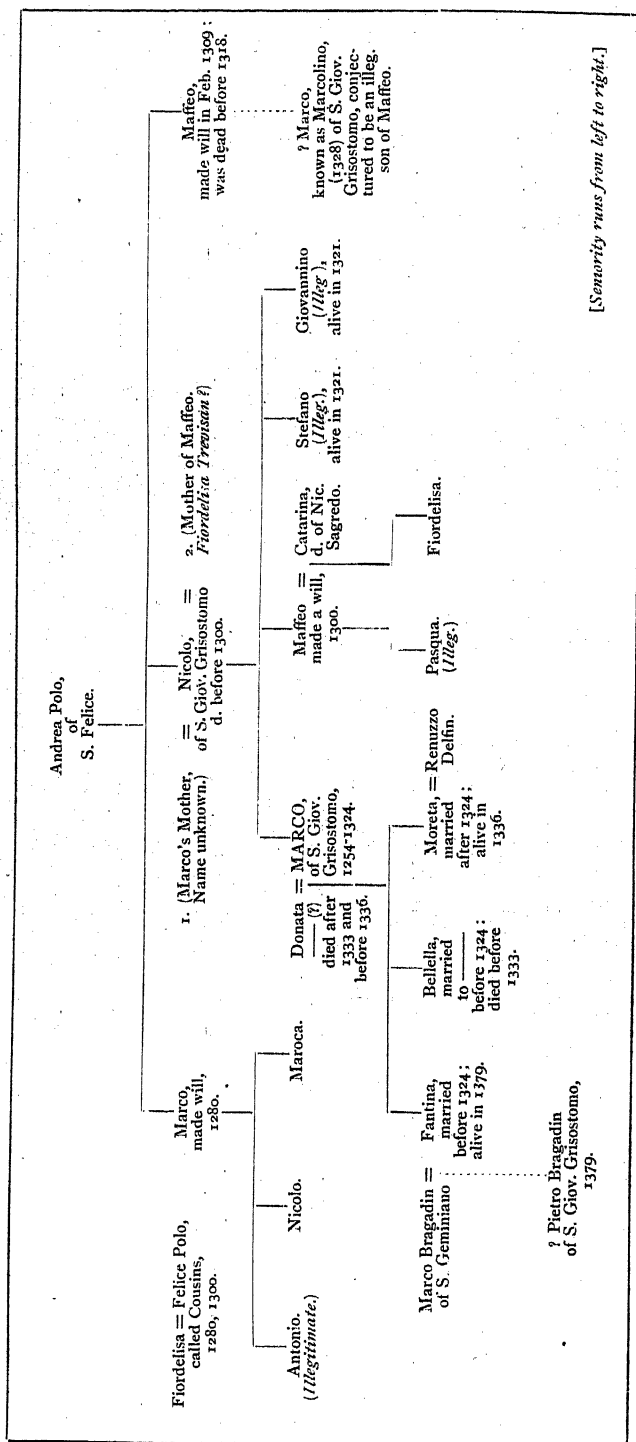 Andrea Polo,
of
S. Felice.
Fiordelisa = Felice Polo,
called Cousins,
1280, 1300.
Marco,
made will,
1280.
1. (Marco's Mother,
Name unknown.)
= Nicolo, =
of S. Giov. Grisostomo
d. before 1300.
2. (Mother of Maffeo.
Fiordelisa Trevisan ?)
Maffeo,
made will in Feb. 1309 ;
was dead before 1318.
Antonio.
(Illegitimate.)
Nicolo.
Maroca.
Donata = MARCO,
—— (?)
died after
1333 and
before 1336.
of S. Giov.
Grisostomo,
1254-1324.
Maffeo =
made a will,
1300.
Catarina,
d. of Nic.
Sagredo.
Stefano
(Illeg.),
alive in 1321.
Giovannino
(Illeg ),
alive in 1321.
? Marco,
known as Marcolino,
(1328) of S. Giov.
Grisostomo, conjec-
tured to be an illeg.
son of Maffeo.
Marco Bragadin =
of S. Geminiano
Fantina,
married
before 1324 ;
alive in 1379.
Bellella,
married
to ——
before 1324 ;
died before
1333.
Moreta, = Renuzzo
Delfin.
married
after 1324 ;
alive in
1336.
Pasqua.
(Illeg.)
Fiordelisa.
? Pietro Bragadin
of S. Giov. Grisostomo,
1379.
[Seniority runs from left to right.]